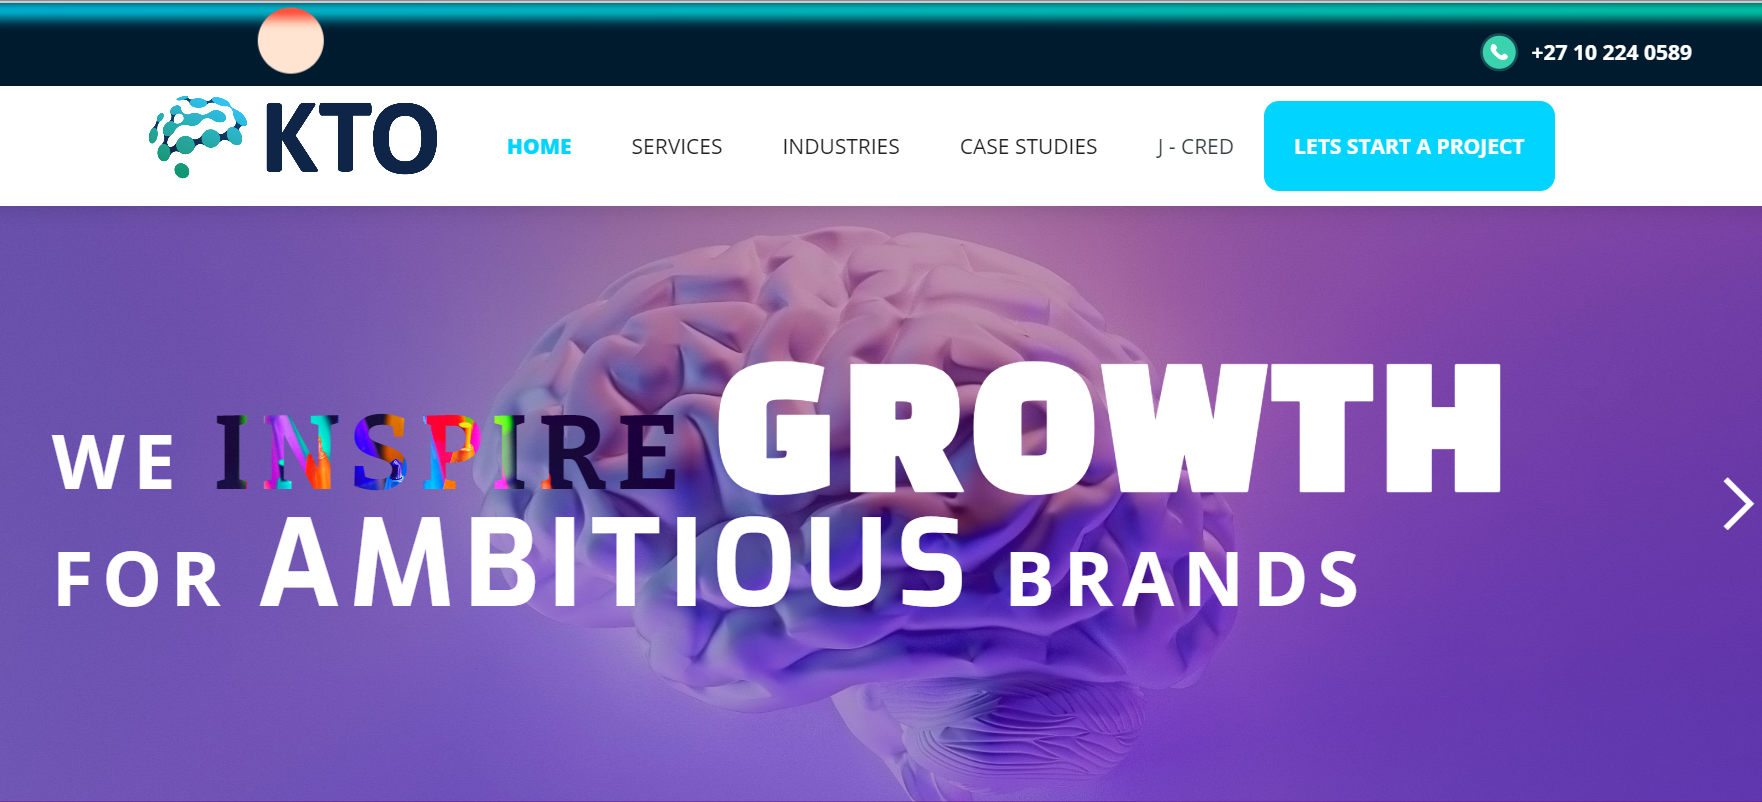 +27 10 224 0589
KTO
HOME
SERVICES
INDUSTRIES
CASE STUDIES
J - CRED
LETS START A PROJECT
WE INSPIRE GROWTH
FOR AMBITIOUS BRANDS